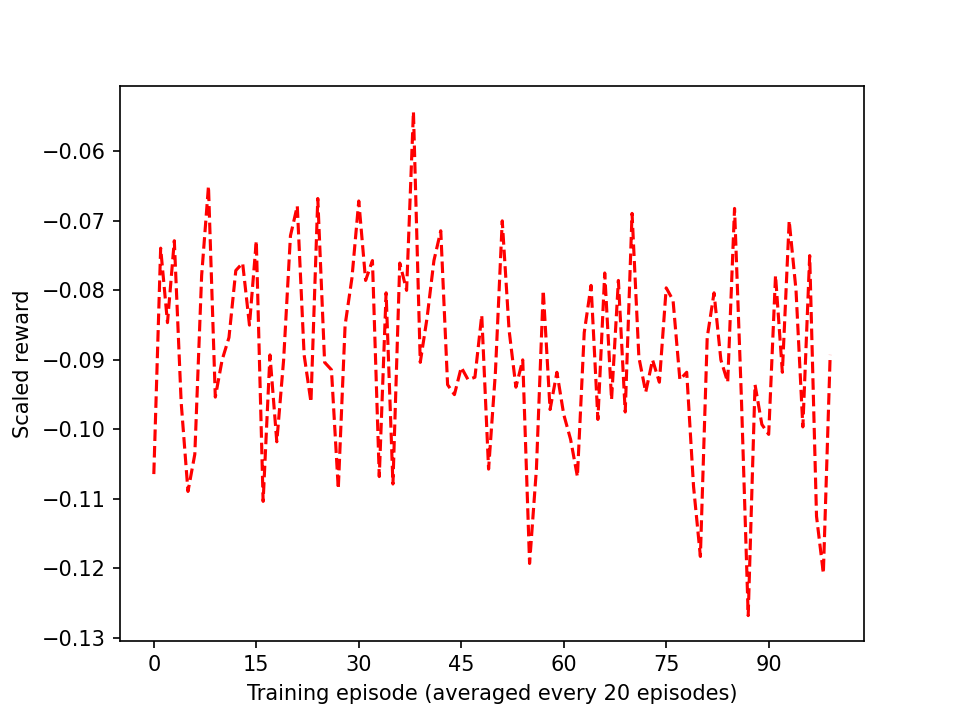 Scaled reward
−0.06
−0.07
−0.08
−0.09
−0.10
−0.11
−0.12
−0.13
0 15 30 45 60 75 90
Training episode (averaged every 20 episodes)